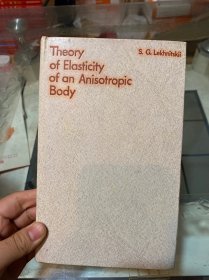 Theory
of Elasticity
of an Anisotropic
Body
S. G. Lekhnitskii